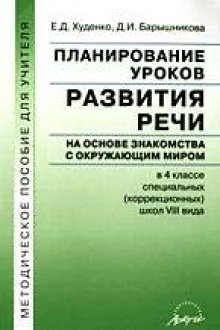 МЕТОДИЧЕСКОЕ ПОСОБИЕ ДЛЯ УЧИТЕЛЯ
Е.Д. Худенко, Д.И. Барышникова
ПЛАНИРОВАНИЕ
УРОКОВ
РАЗВИТИЯ
РЕЧИ
НА ОСНОВЕ ЗНАКОМСТВА
С ОКРУЖАЮЩИМ МИРОМ
в 4 классе
специальных
(коррекционных)
школ VIII вида